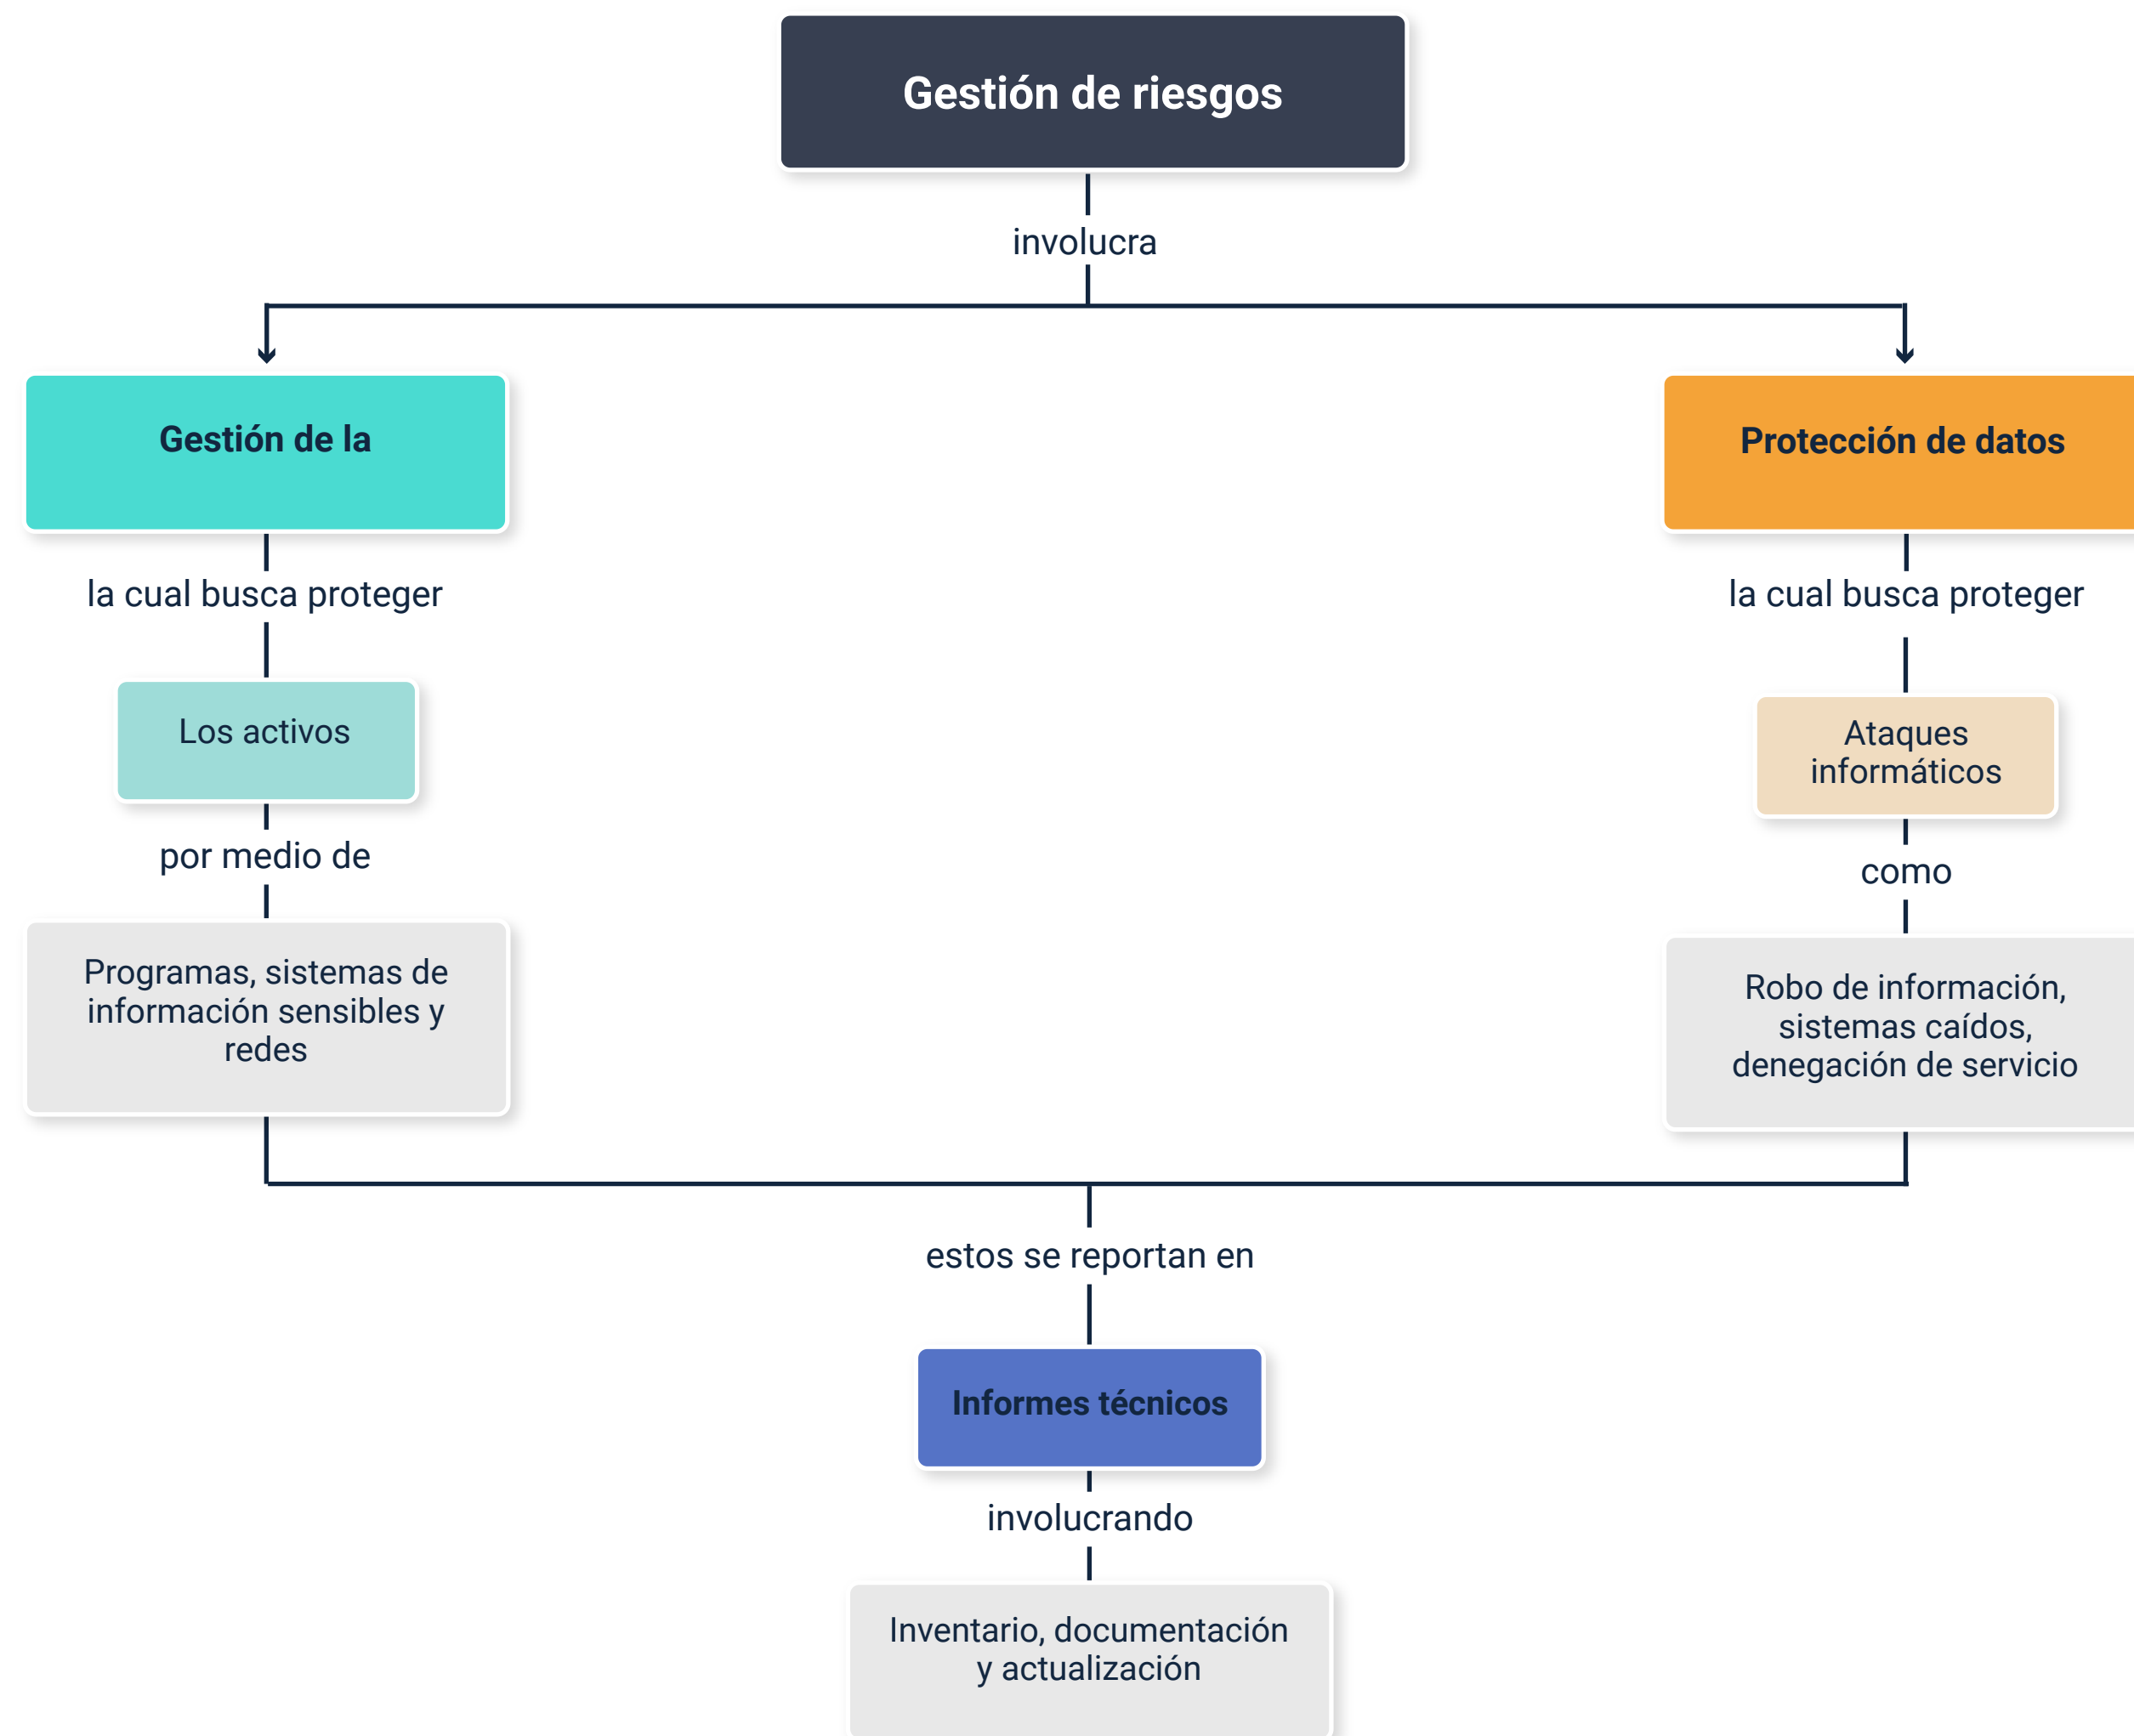 Gestión de riesgos
involucra
Gestión de la
Protección de datos
la cual busca proteger
la cual busca proteger
Los activos
Ataques
informáticos
por medio de
como
Programas, sistemas de
información sensibles y
redes
Robo de información,
sistemas caídos,
denegación de servicio
estos se reportan en
Informes técnicos
involucrando
Inventario, documentación
y actualización